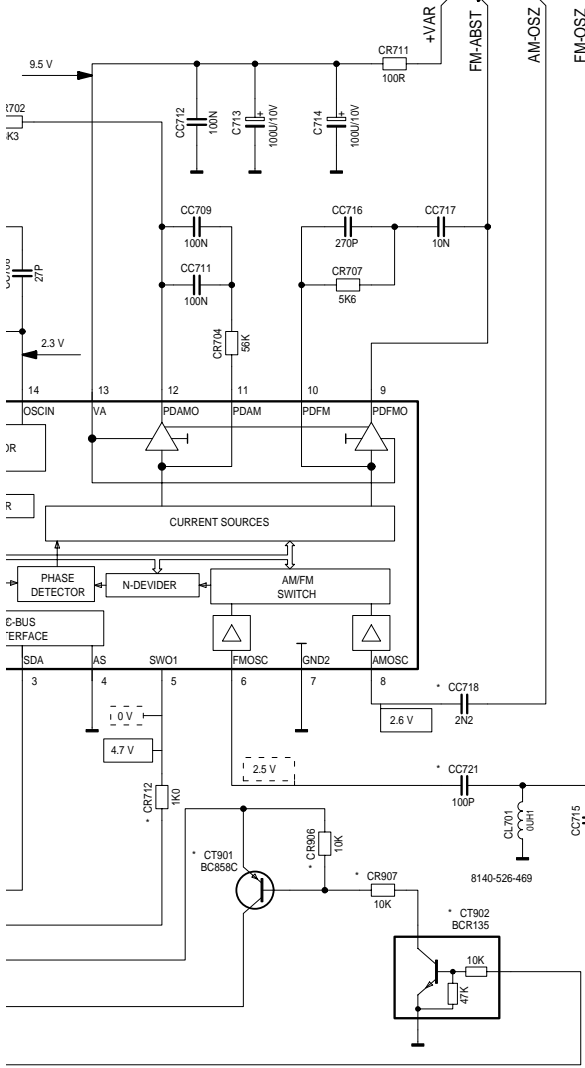 +VAR
FM-ABST
AM-OSZ
FM-OSZ
CR711
100R
9.5 V
CC712
100N
C713
+
100U/10V
C714
+
100U/10V
CC709
100N
CC716
270P
CC717
10N
CC711
100N
CR707
5K6
27P
CR704
56K
2.3 V
14
13
12
11
10
9
OSCIN
VA
PDAMO
PDAM
PDFM
PDFMO
CURRENT SOURCES
PHASE
DETECTOR
N-DEVIDER
AM/FM
SWITCH
C-BUS
TERFACE
SDA
AS
SWO1
FMOSC
GND2
AMOSC
3
4
5
6
7
8
* CC718
2N2
2.6 V
0 V
4.7 V
2.5 V
* CC721
100P
* CR712
1K0
CL701
0UH1
CC715
8140-526-469
* CT901
BC858C
* CR906
10K
* CR907
10K
* CT902
BCR135
10K
47K